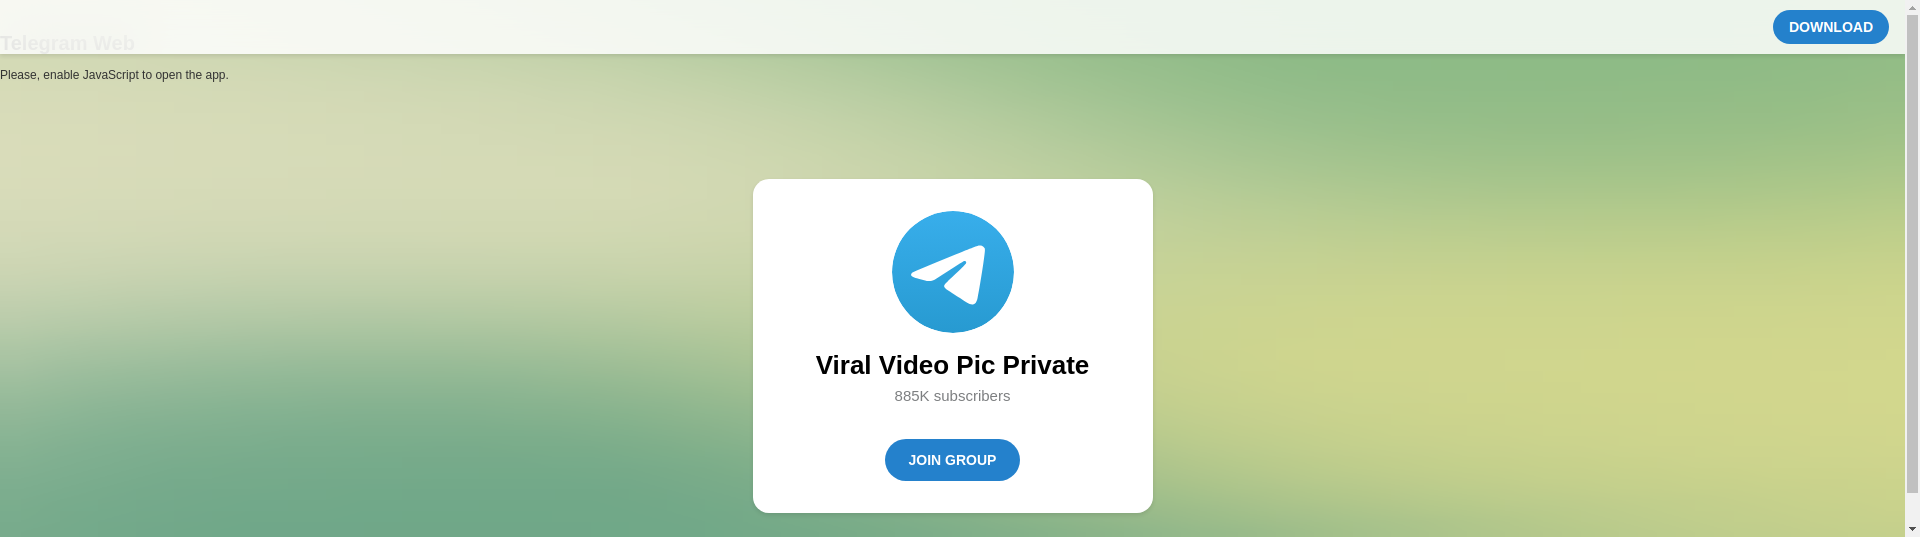 DOWNLOAD
Telegram Web
Please, enable JavaScript to open the app.
Viral Video Pic Private
885K subscribers
JOIN GROUP